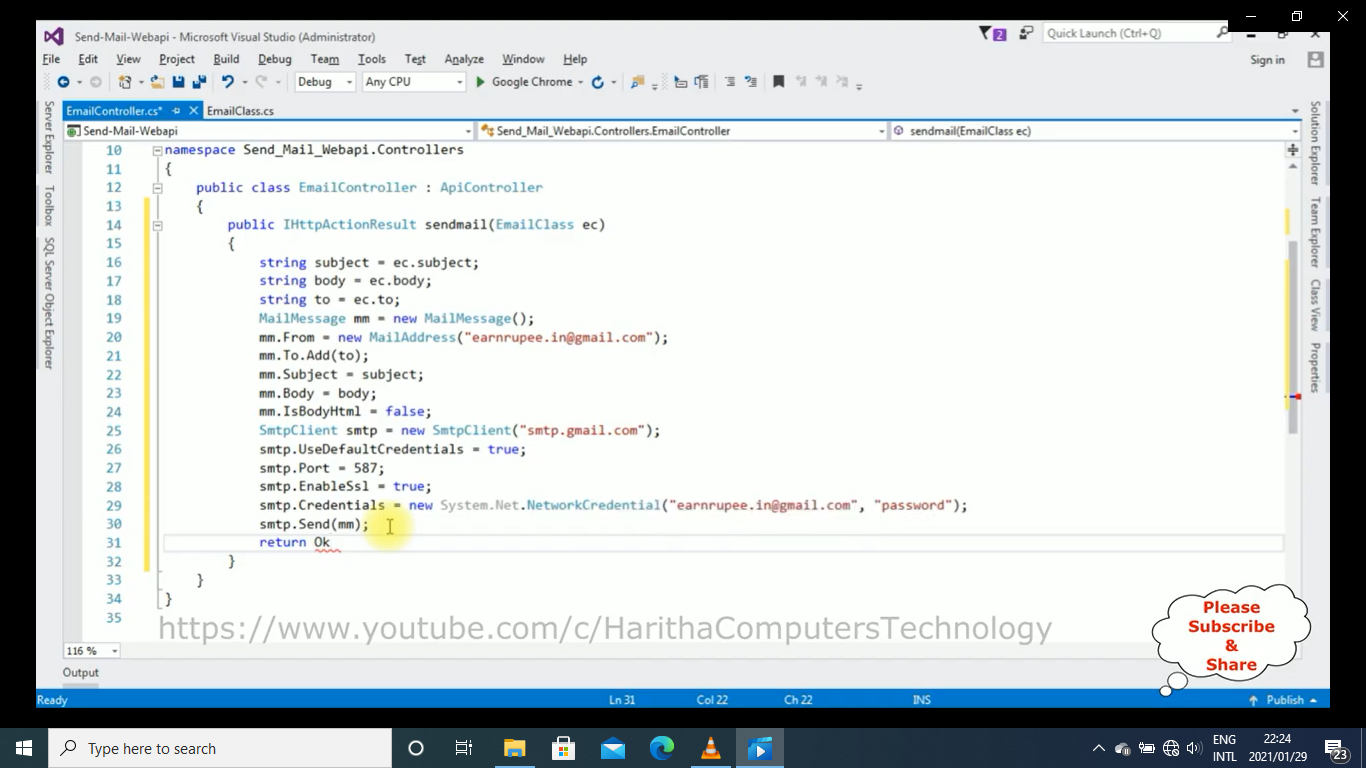 Send-Mail-Webapi - Microsoft Visual Studio (Administrator)
2
Quick Launch (Ctrl+Q)
File Edit View Project Build Debug Team Tools Test Analyze Window Help
Sign in
Debug Any CPU Google Chrome
EmailController.cs* EmailClass.cs
Send-Mail-Webapi Send_Mail_Webapi.Controllers.EmailController sendmail(EmailClass ec)
Server Explorer
Toolbox
SQL Server Object Explorer
Solution Explorer
Team Explorer
Class View
Properties
10 namespace Send_Mail_Webapi.Controllers
11 {
12 public class EmailController : ApiController
13 {
14 public IHttpActionResult sendmail(EmailClass ec)
15 {
16 string subject = ec.subject;
17 string body = ec.body;
18 string to = ec.to;
19 MailMessage mm = new MailMessage();
20 mm.From = new MailAddress("earnrupee.in@gmail.com");
21 mm.To.Add(to);
22 mm.Subject = subject;
23 mm.Body = body;
24 mm.IsBodyHtml = false;
25 SmtpClient smtp = new SmtpClient("smtp.gmail.com");
26 smtp.UseDefaultCredentials = true;
27 smtp.Port = 587;
28 smtp.EnableSsl = true;
29 smtp.Credentials = new System.Net.NetworkCredential("earnrupee.in@gmail.com", "password");
30 smtp.Send(mm);
31 return Ok
32 }
33 }
34 }
35
https://www.youtube.com/c/HarithaComputersTechnology
Please
Subscribe
&
Share
116 %
Output
Ready Ln 31 Col 22 Ch 22 INS Publish
Type here to search
ENG
INTL
22:24
2021/01/29
23